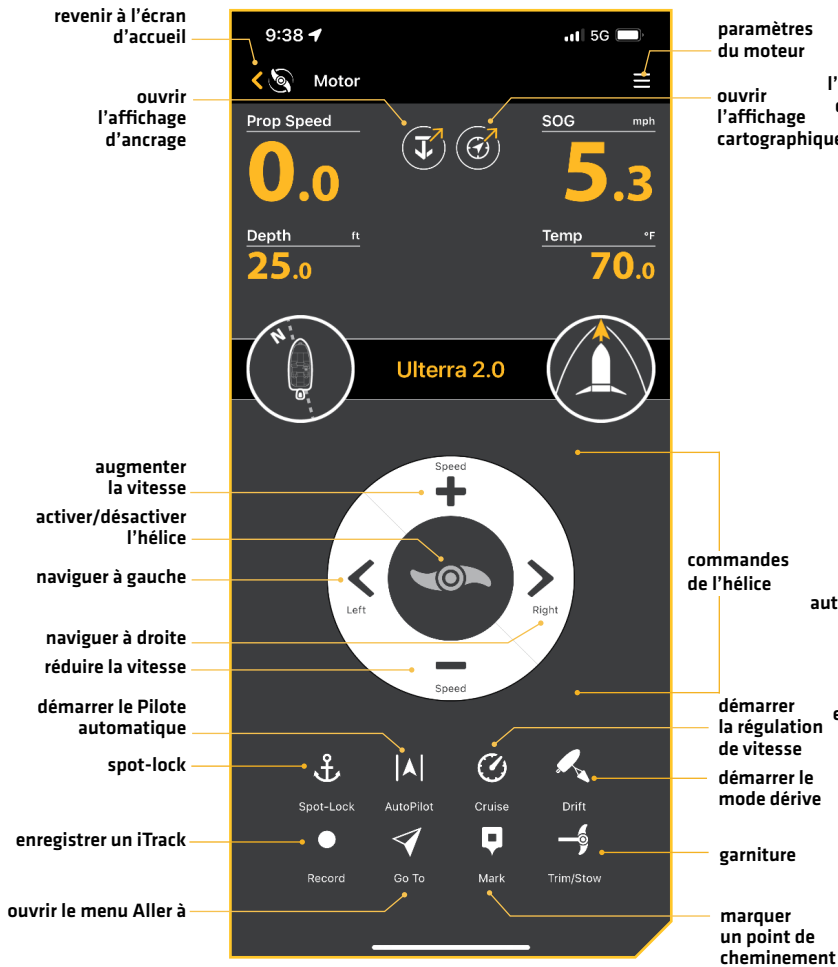 revenir à l'écran
d'accueil
ouvrir
l'affichage
d'ancrage
augmenter
la vitesse
activer/désactiver
l'hélice
naviguer à gauche
naviguer à droite
réduire la vitesse
démarrer le Pilote
automatique
spot-lock
enregistrer un iTrack
ouvrir le menu Aller à
9:38
5G
Motor
Prop Speed
0.0
SOG mph
5.3
Depth ft
25.0
Temp °F
70.0
N
Ulterra 2.0
Speed
Left
Right
Speed
Spot-Lock
AutoPilot
Cruise
Drift
Record
Go To
Mark
Trim/Stow
paramètres
du moteur
ouvrir
l'affichage
cartographique
commandes
de l'hélice
démarrer
la régulation
de vitesse
démarrer le
mode dérive
garniture
marquer
un point de
cheminement